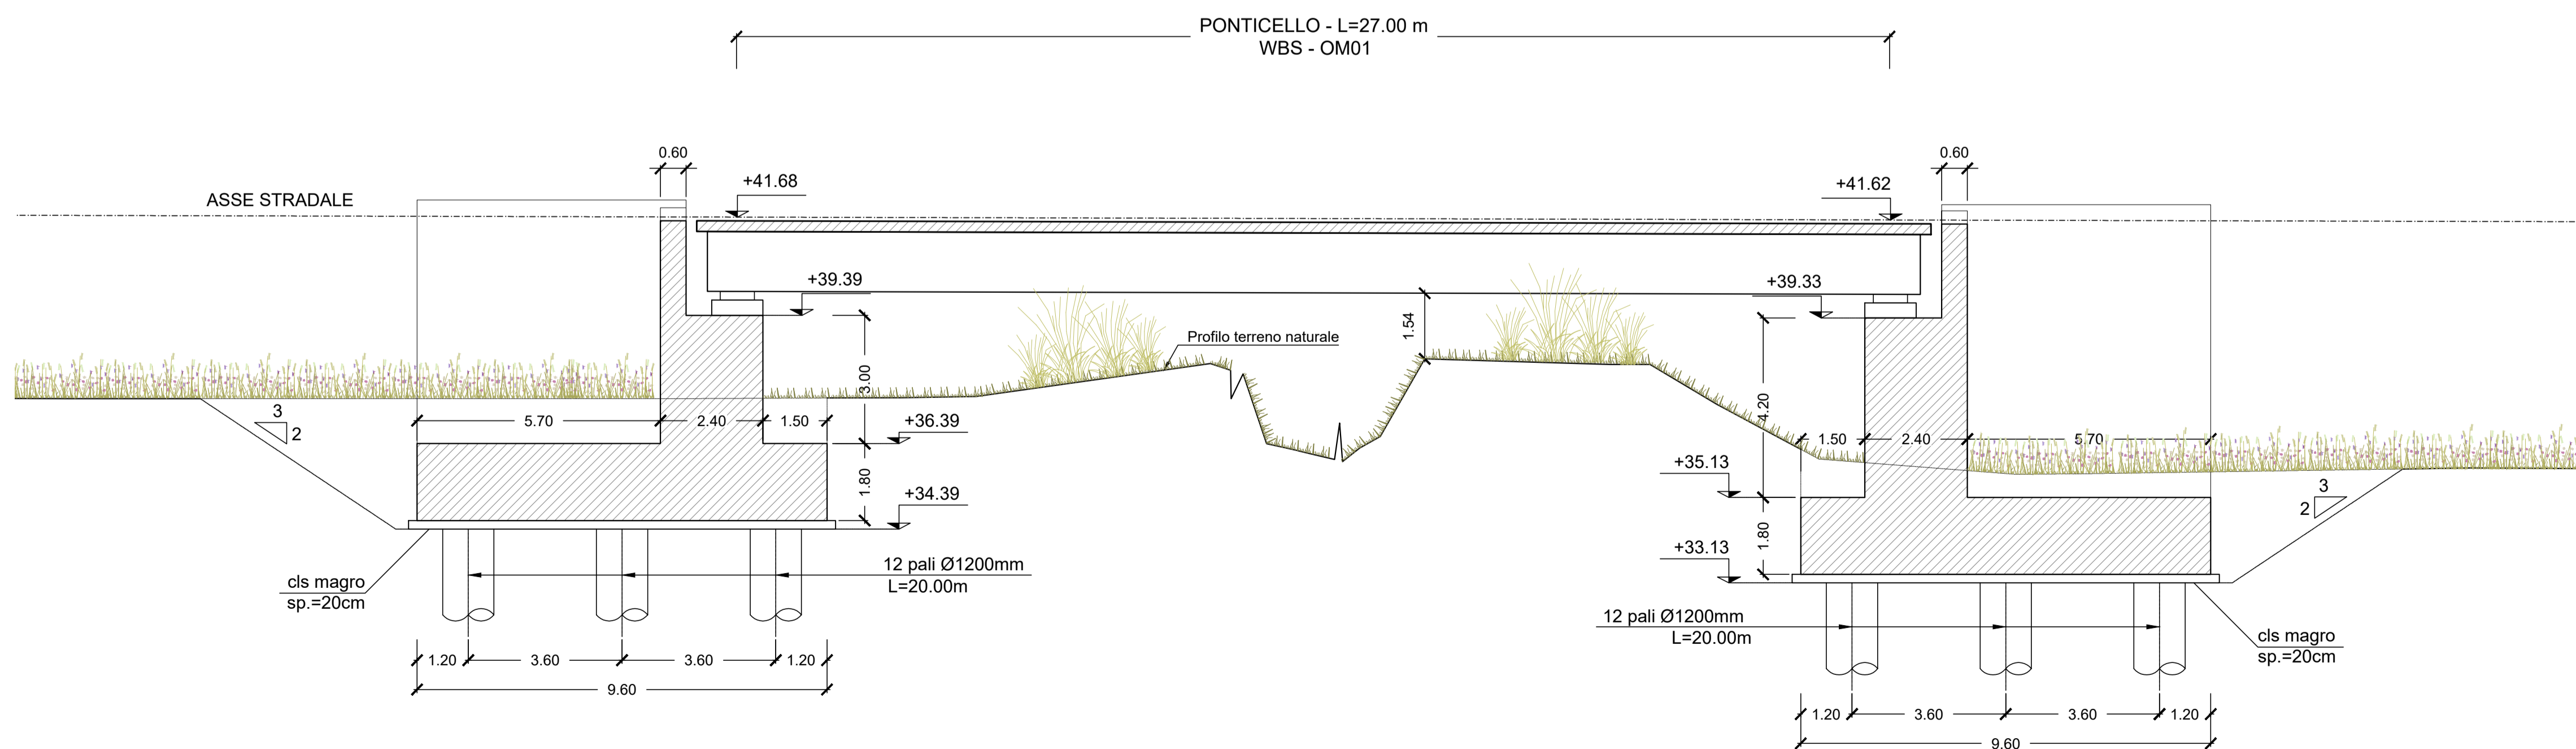 PONTICELLO - L=27.00 m
WBS - OM01
0.60
0.60
+41.68
+41.62
ASSE STRADALE
+39.39
+39.33
1.54
Profilo terreno naturale
3.00
4.20
3
2
5.70
2.40
1.50
+36.39
1.50
2.40
5.70
1.80
+34.39
+35.13
3
2
1.80
+33.13
12 pali Ø1200mm
L=20.00m
cls magro
sp.=20cm
12 pali Ø1200mm
L=20.00m
cls magro
sp.=20cm
1.20
3.60
3.60
1.20
9.60
1.20
3.60
3.60
1.20
9.60